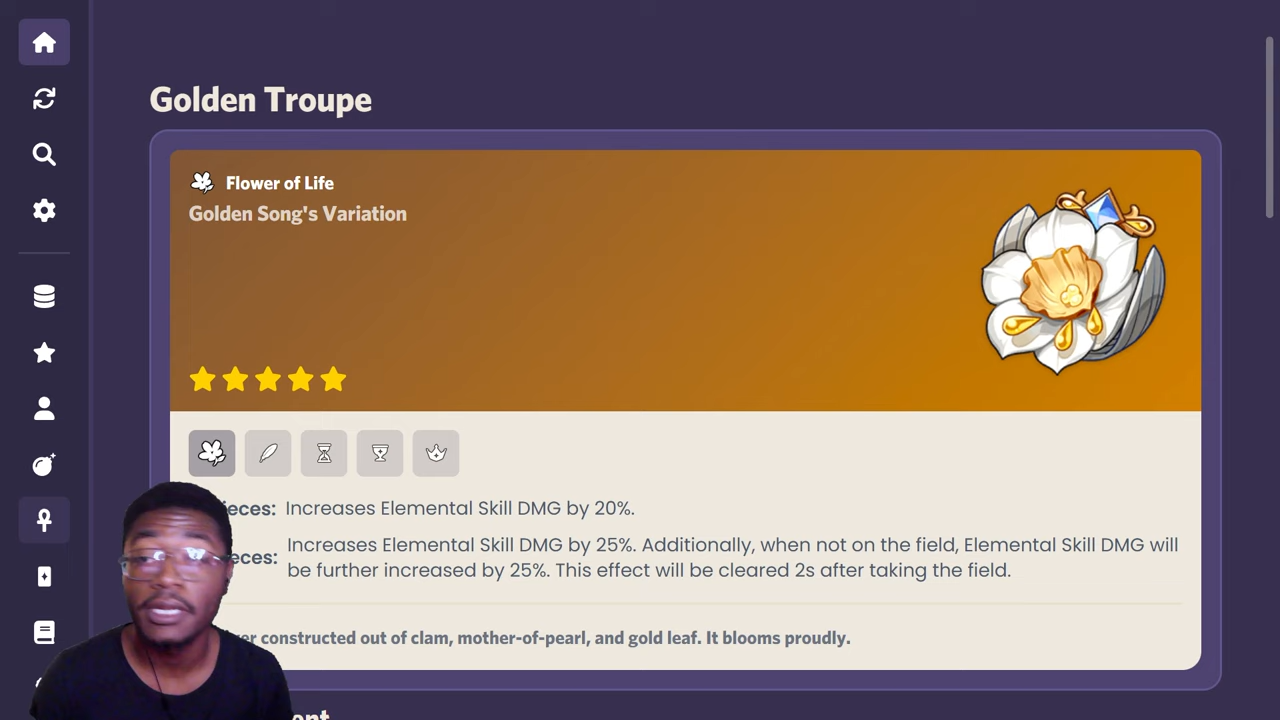 Golden Troupe
Flower of Life
Golden Song's Variation
Increases Elemental Skill DMG by 20%.
Increases Elemental Skill DMG by 25%. Additionally, when not on the field, Elemental Skill DMG will
be further increased by 25%. This effect will be cleared 2s after taking the field.
constructed out of clam, mother-of-pearl, and gold leaf. It blooms proudly.